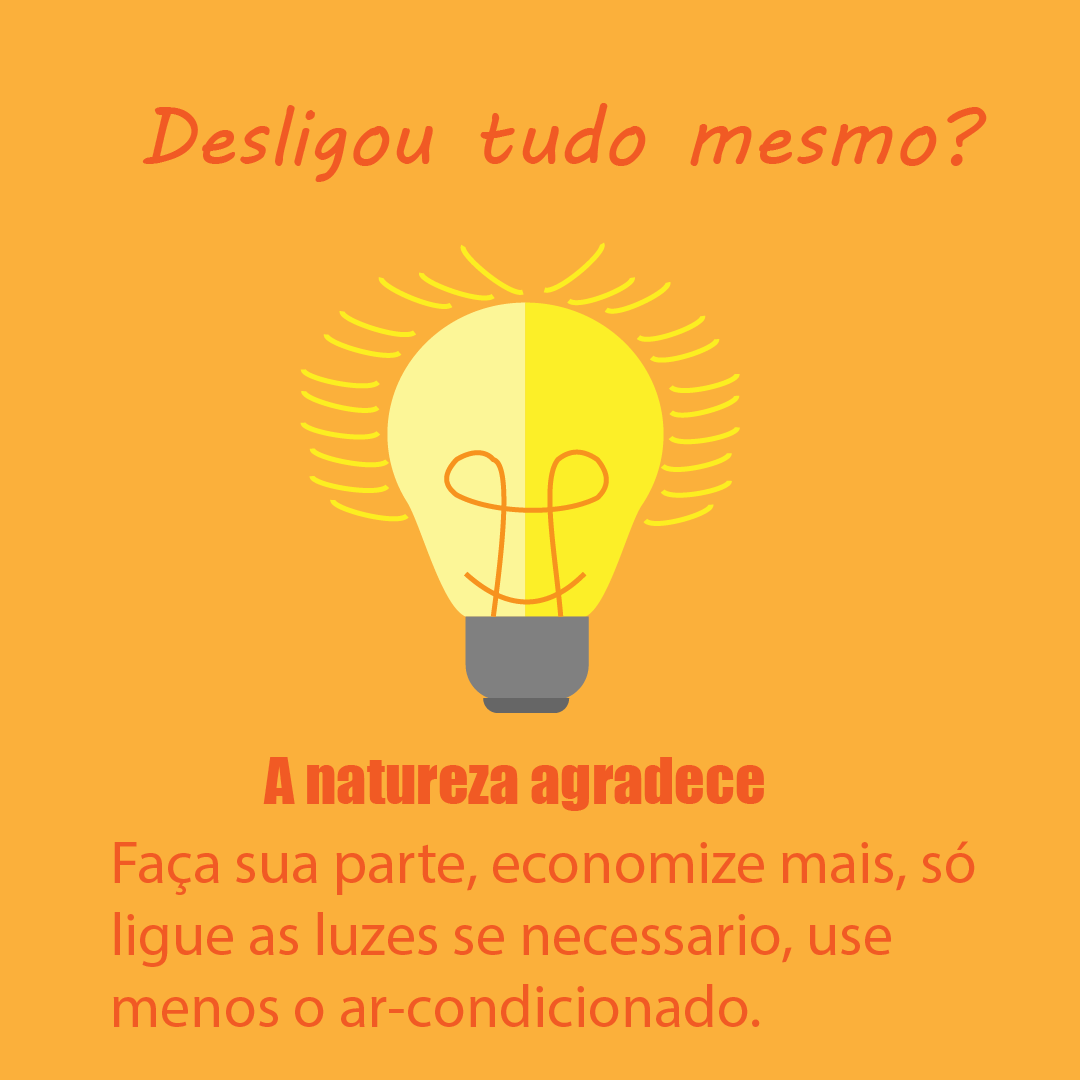 Desligou tudo mesmo?
A natureza agradece
Faça sua parte, economize mais, só
ligue as luzes se necessario, use
menos o ar-condicionado.